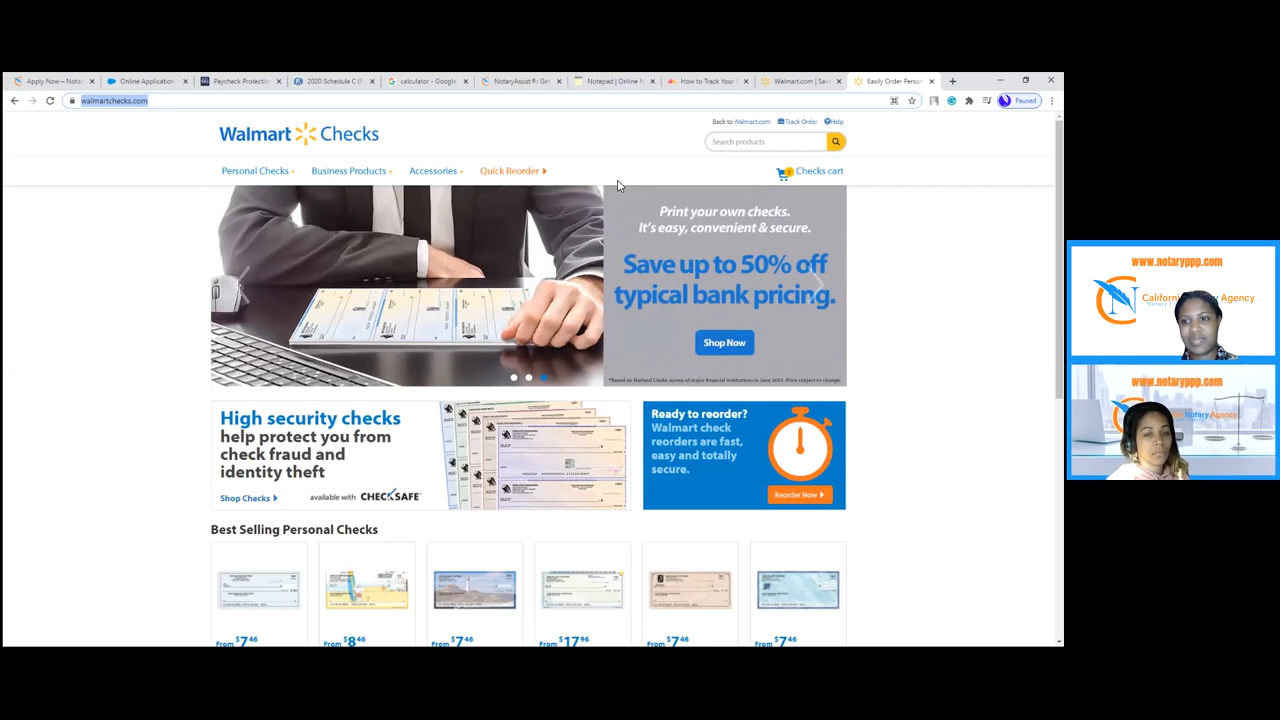 Apply Now – Notar
Online Application
Paycheck Protection
2020 Schedule C (F
calculator - Google
NotaryAssist®: Get
Notepad | Online N
How to Track Your
Walmart.com | Save
Easily Order Person
walmartchecks.com
Paused
Walmart Checks
Back to Walmart.com
Track Order
Help
Search products
Personal Checks
Business Products
Accessories
Quick Reorder
0
Checks cart
Print your own checks.
It's easy, convenient & secure.
Save up to 50% off
typical bank pricing.
Shop Now
High security checks
help protect you from
check fraud and
identity theft
Shop Checks
available with CHECKSAFE
Ready to reorder?
Walmart check
reorders are fast,
easy and totally
secure.
Reorder Now
Best Selling Personal Checks
From $7.46
From $8.46
From $7.46
From $17.96
From $7.46
From $7.46
www.notaryppp.com
Agency
www.notaryppp.com
Notary Agency